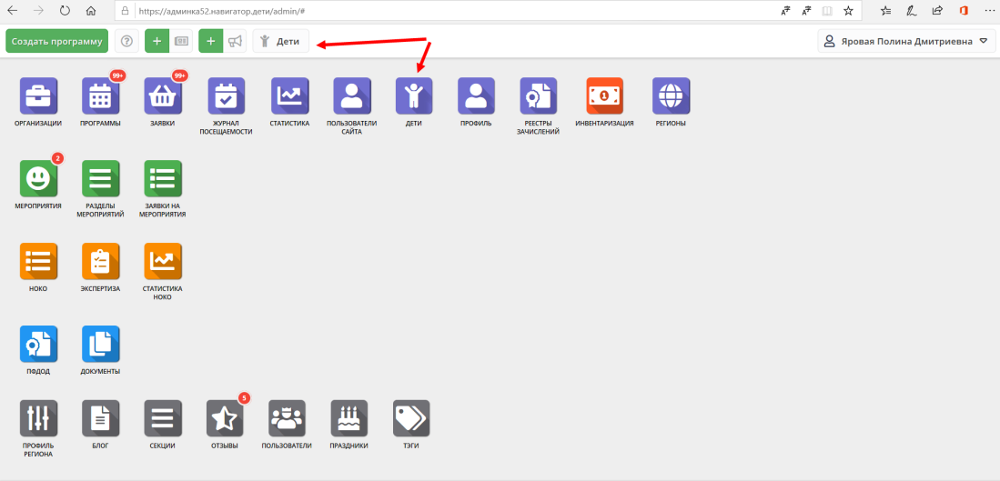 https://админка52.навигатор.дети/admin/#
Создать программу
Дети
Яровая Полина Дмитриевна
99+
99+
ОРГАНИЗАЦИИ
ПРОГРАММЫ
ЗАЯВКИ
ЖУРНАЛ
ПОСЕЩАЕМОСТИ
СТАТИСТИКА
ПОЛЬЗОВАТЕЛИ
САЙТА
ДЕТИ
ПРОФИЛЬ
РЕЕСТРЫ
ЗАЧИСЛЕНИЙ
1
ИНВЕНТАРИЗАЦИЯ
РЕГИОНЫ
2
МЕРОПРИЯТИЯ
РАЗДЕЛЫ
МЕРОПРИЯТИЙ
ЗАЯВКИ НА
МЕРОПРИЯТИЯ
НОКО
ЭКСПЕРТИЗА
СТАТИСТИКА
НОКО
ПФДОД
ДОКУМЕНТЫ
5
ПРОФИЛЬ
РЕГИОНА
БЛОГ
СЕКЦИИ
ОТЗЫВЫ
ПОЛЬЗОВАТЕЛИ
ПРАЗДНИКИ
ТЭГИ